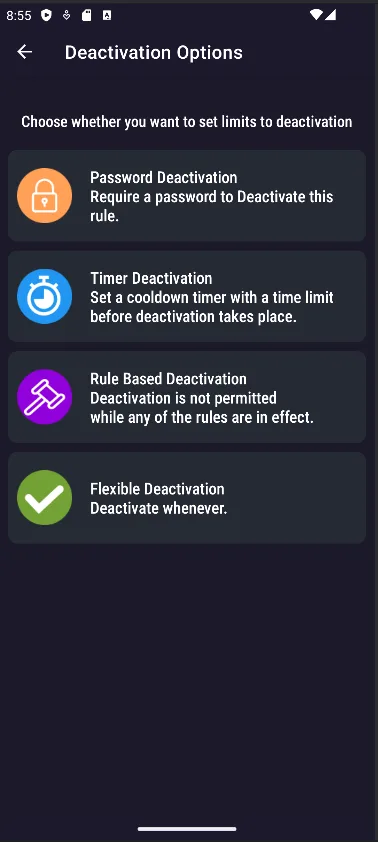 8:55
Deactivation Options
Choose whether you want to set limits to deactivation
Password Deactivation
Require a password to Deactivate this
rule.
Timer Deactivation
Set a cooldown timer with a time limit
before deactivation takes place.
Rule Based Deactivation
Deactivation is not permitted
while any of the rules are in effect.
Flexible Deactivation
Deactivate whenever.